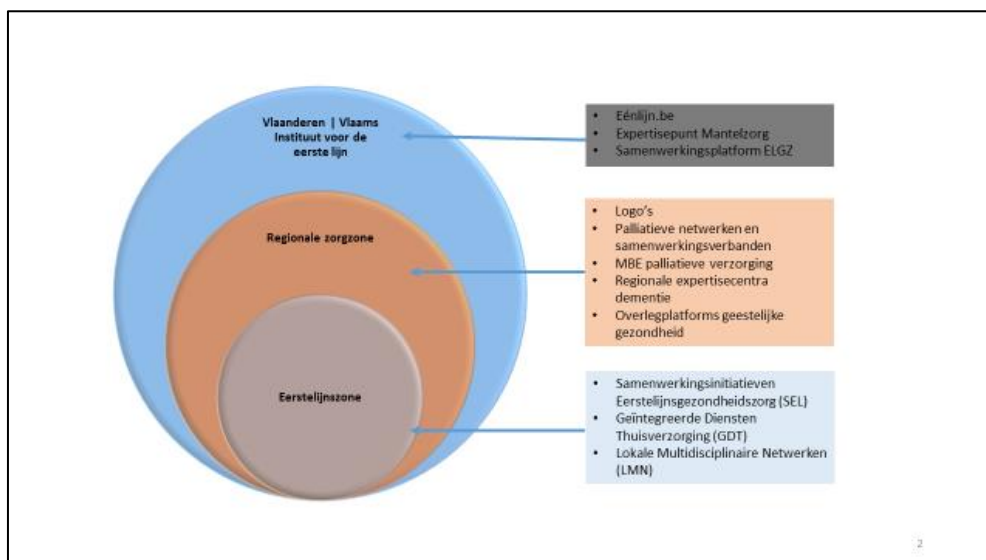 Vlaanderen | Vlaams
Instituut voor de
eerste lijn
Regionale zorgzone
Eerstelijnszone
• Eénlijn.be
• Expertisepunt Mantelzorg
• Samenwerkingsplatform ELGZ
• Logo's
• Palliatieve netwerken en
samenwerkingsverbanden
• MBE palliatieve verzorging
• Regionale expertisecentra
dementie
• Overlegplatforms geestelijke
gezondheid
• Samenwerkingsinitiatieven
Eerstelijnsgezondheidszorg (SEL)
• Geïntegreerde Diensten
Thuisverzorging (GDT)
• Lokale Multidisciplinaire Netwerken
(LMN)
2